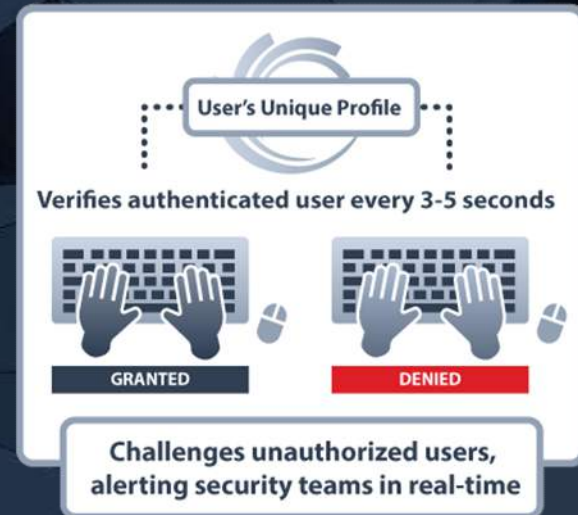 User's Unique Profile
Verifies authenticated user every 3-5 seconds
GRANTED
DENIED
Challenges unauthorized users,
alerting security teams in real-time